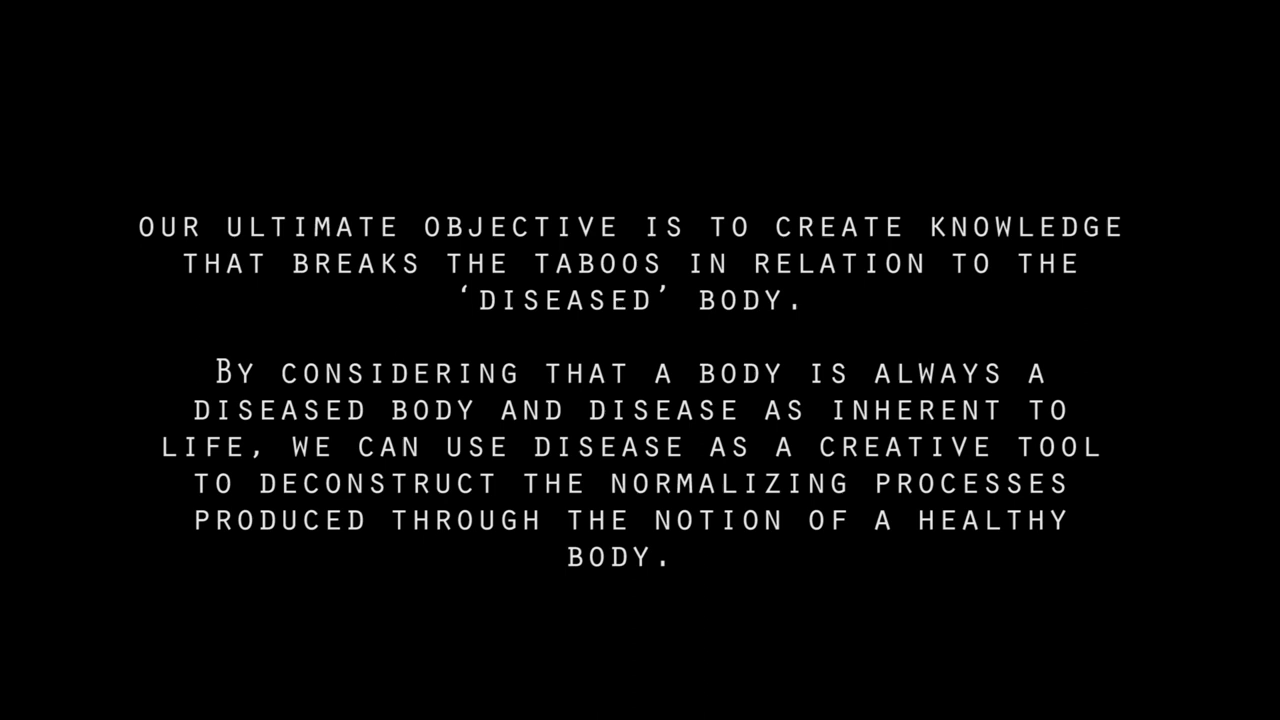 OUR ULTIMATE OBJECTIVE IS TO CREATE KNOWLEDGE
THAT BREAKS THE TABOOS IN RELATION TO THE
‘DISEASED’ BODY.
BY CONSIDERING THAT A BODY IS ALWAYS A
DISEASED BODY AND DISEASE AS INHERENT TO
LIFE, WE CAN USE DISEASE AS A CREATIVE TOOL
TO DECONSTRUCT THE NORMALIZING PROCESSES
PRODUCED THROUGH THE NOTION OF A HEALTHY
BODY.